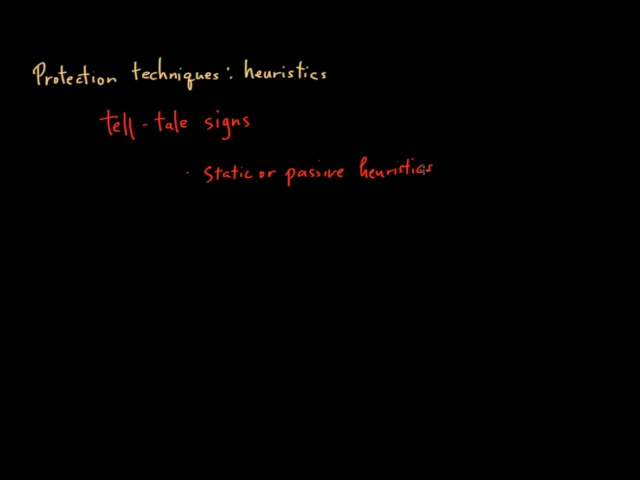 Protection techniques: heuristics
tell-tale signs
· Static or passive heuristics